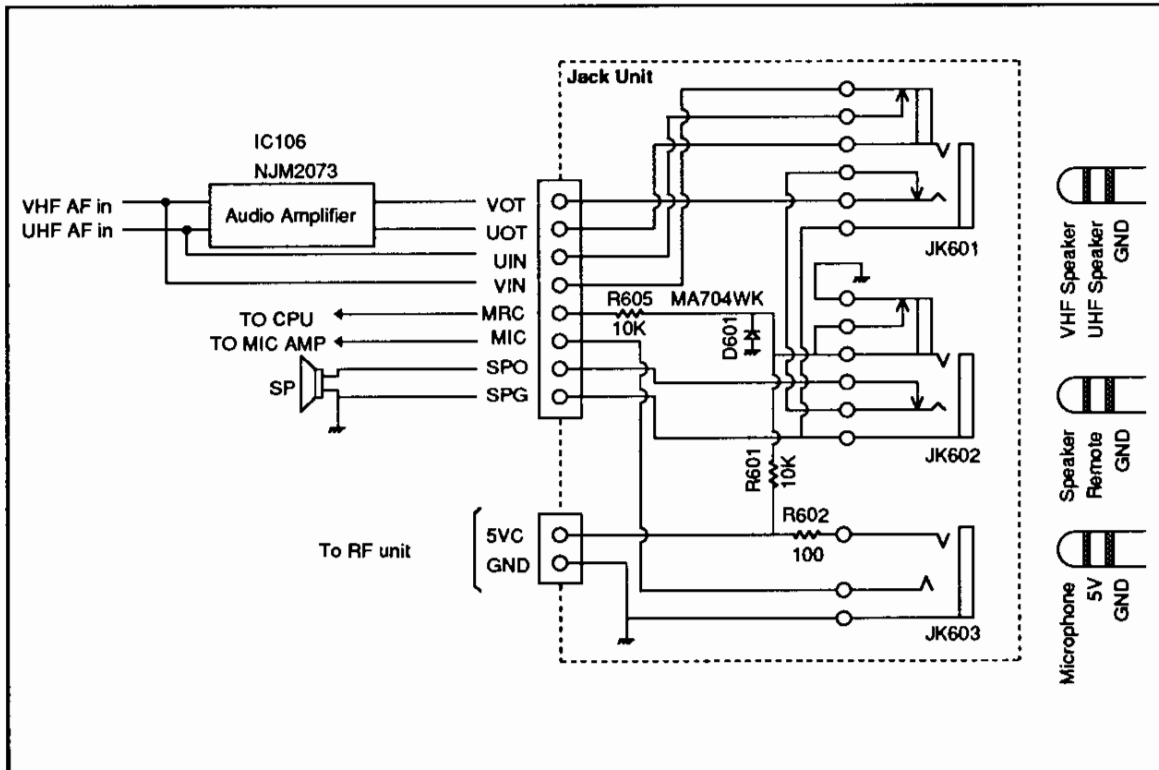 Jack Unit
IC106
NJM2073
Audio Amplifier
VHF AF in
UHF AF in
VOT
UOT
UIN
VIN
MRC
MIC
SPO
SPG
TO CPU
TO MIC AMP
SP
R605
10K
MA704WK
D601
R601
10K
R602
100
5VC
GND
To RF unit
JK601
JK602
JK603
VHF Speaker
UHF Speaker
GND
Speaker
Remote
GND
Microphone
5V
GND